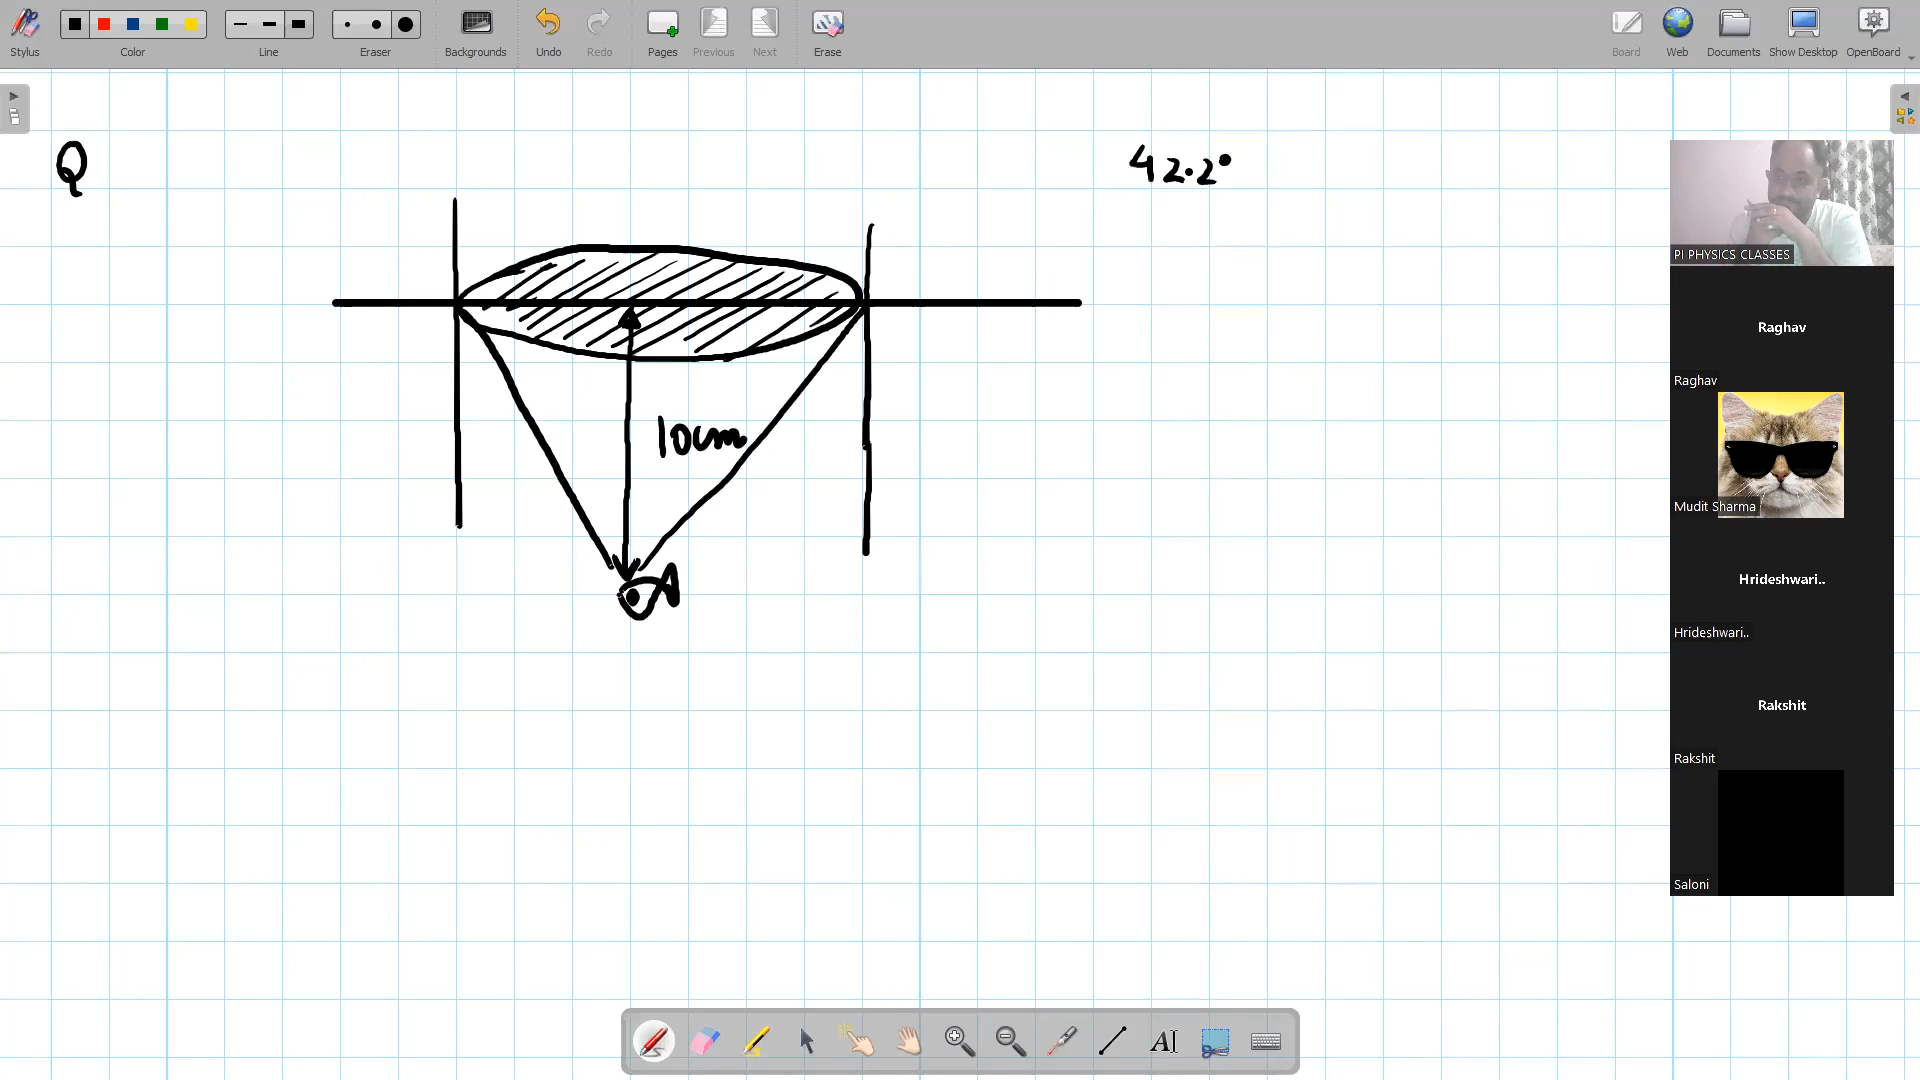 Stylus
Color
Line
Eraser
Backgrounds
Undo
Redo
Pages
Previous
Next
Erase
Board
Web
Documents
Show Desktop
OpenBoard
Q
42.2°
10cm
PI PHYSICS CLASSES
Raghav
Raghav
Mudit Sharma
Hrideshwari..
Hrideshwari..
Rakshit
Rakshit
Saloni